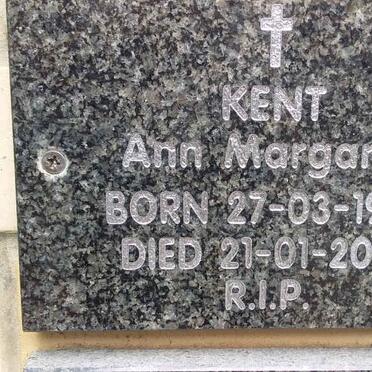 KENT
Ann Margar
BORN 27-03-19
DIED 21-01-20
R.I.P.